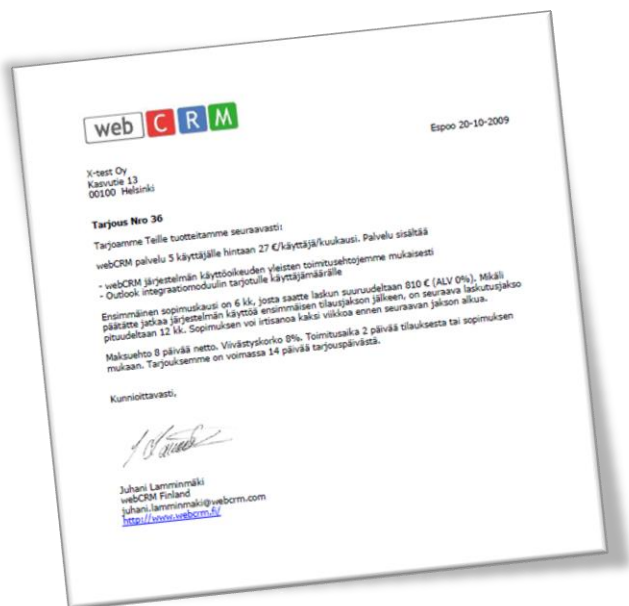 web CRM
Espoo 20-10-2009
X-test Oy
Kasvutie 13
00100 Helsinki
Tarjous Nro 36
Tarjoamme Teille tuotteitamme seuraavasti:
webCRM palvelu 5 käyttäjälle hintaan 27 €/käyttäjä/kuukausi. Palvelu sisältää
- webCRM järjestelmän käyttöoikeuden yleisten toimitusehtojemme mukaisesti
- Outlook integraatiomoduulin tarjotulle käyttäjämäärälle
Ensimmäinen sopimuskausi on 6 kk, josta saatte laskun suuruudeltaan 810 € (ALV 0%). Mikäli
päätätte jatkaa järjestelmän käyttöä ensimmäisen tilausjakson jälkeen, on seuraava laskutusjakso
pituudeltaan 12 kk. Sopimuksen voi irtisanoa kaksi viikkoa ennen seuraavan jakson alkua.
Maksuehto 8 päivää netto. Viivästyskorko 8%. Toimitusaika 2 päivää tilauksesta tai sopimuksen
mukaan. Tarjouksemme on voimassa 14 päivää tarjouspäivästä.
Kunnioittavasti,
Juhani Lamminmäki
webCRM Finland
juhani.lamminmaki@webcrm.com
http://www.webcrm.fi/